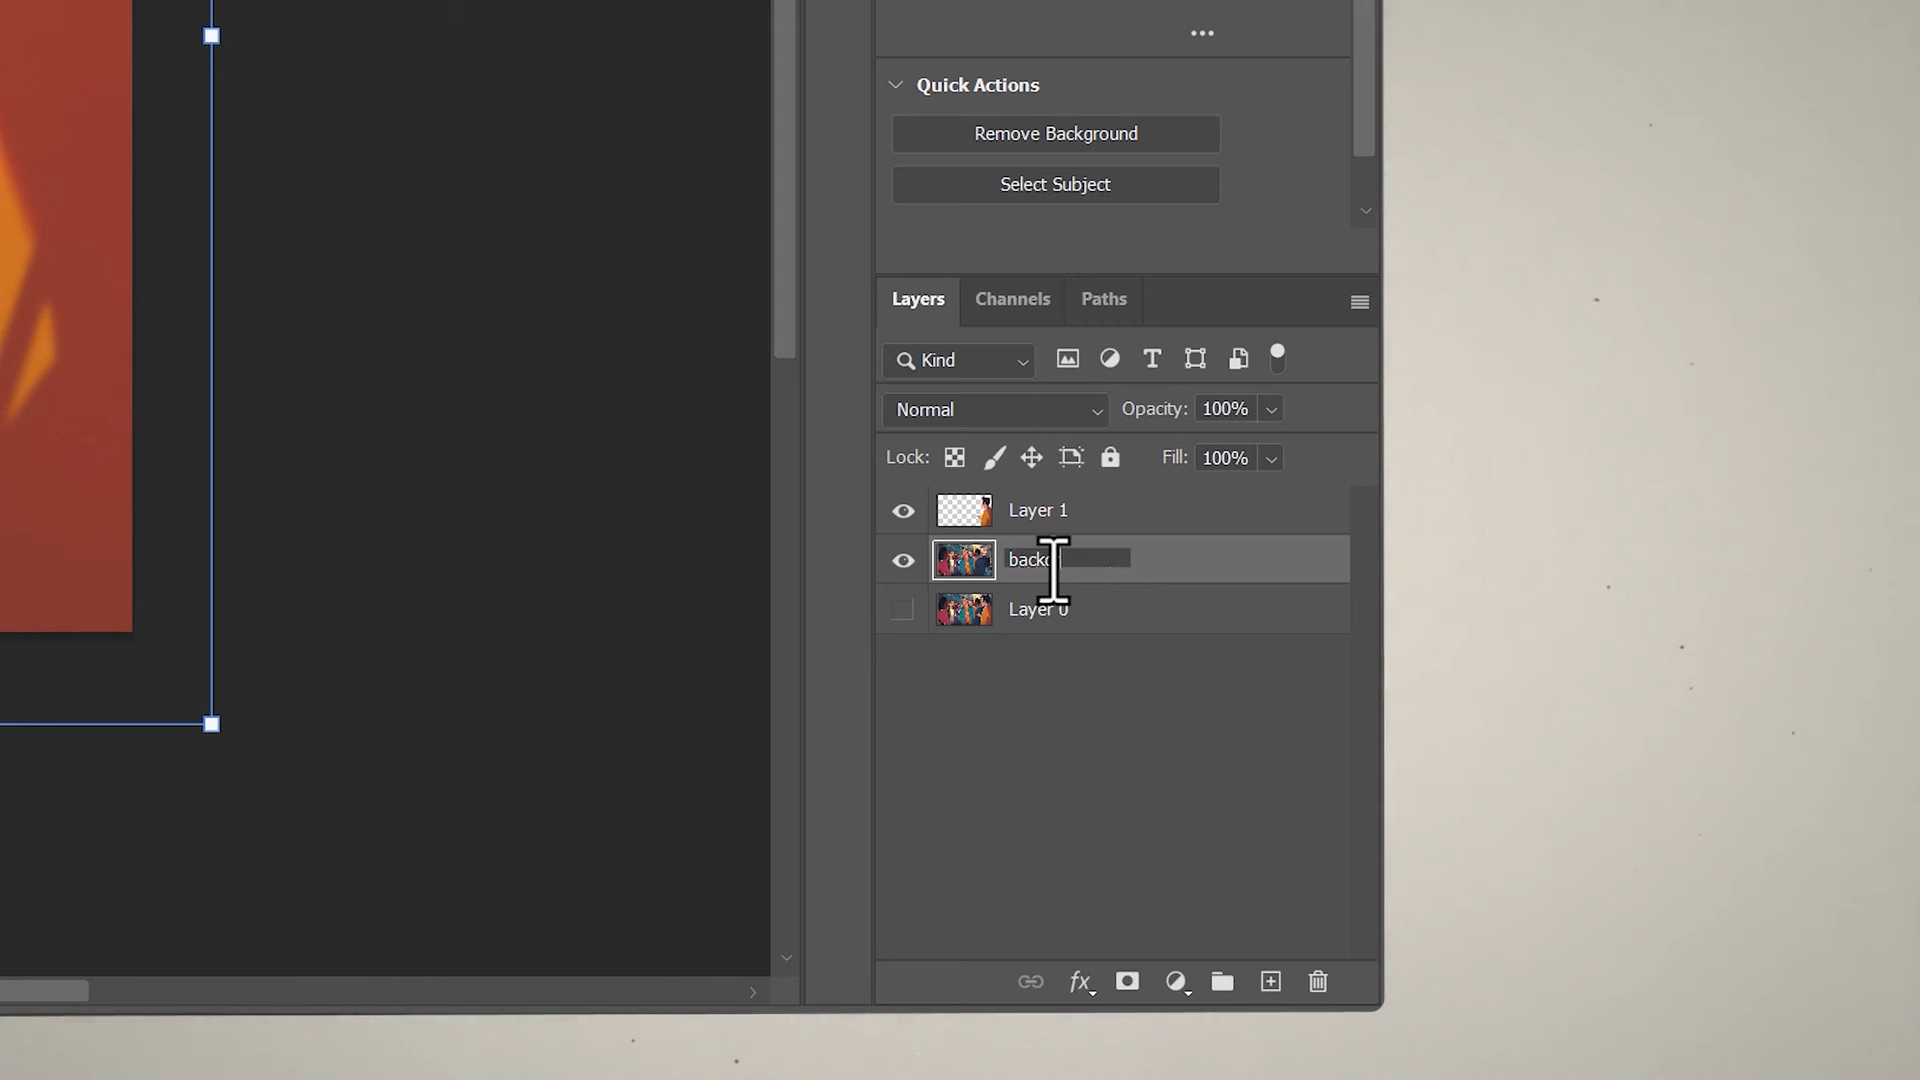 Quick Actions
Remove Background
Select Subject
Layers Channels Paths
Kind
Normal Opacity: 100%
Lock: Fill: 100%
Layer 1
Layer 0